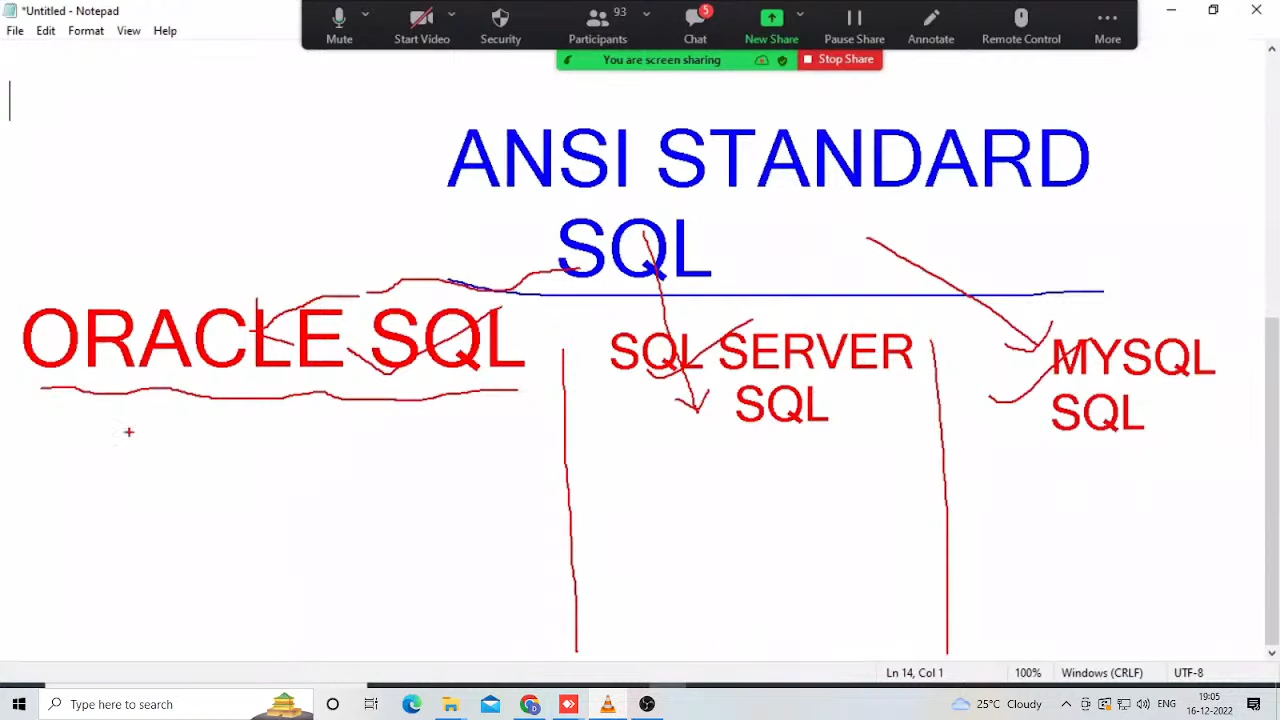 *Untitled - Notepad
File Edit Format View Help
Mute Start Video Security Participants 93 Chat 5 New Share Pause Share Annotate Remote Control More
You are screen sharing Stop Share
ANSI STANDARD
SQL
ORACLE SQL
SQL SERVER
SQL
MYSQL
SQL
Ln 14, Col 1 100% Windows (CRLF) UTF-8
Type here to search
25°C Cloudy
ENG
19:05
16-12-2022